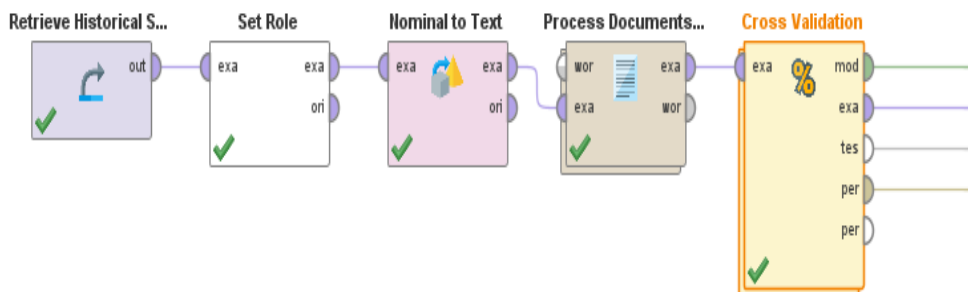 Retrieve Historical S...
Set Role
Nominal to Text
Process Documents...
Cross Validation
out
exa
exa
ori
exa
exa
ori
wor
exa
exa
wor
exa
mod
exa
tes
per
per
%